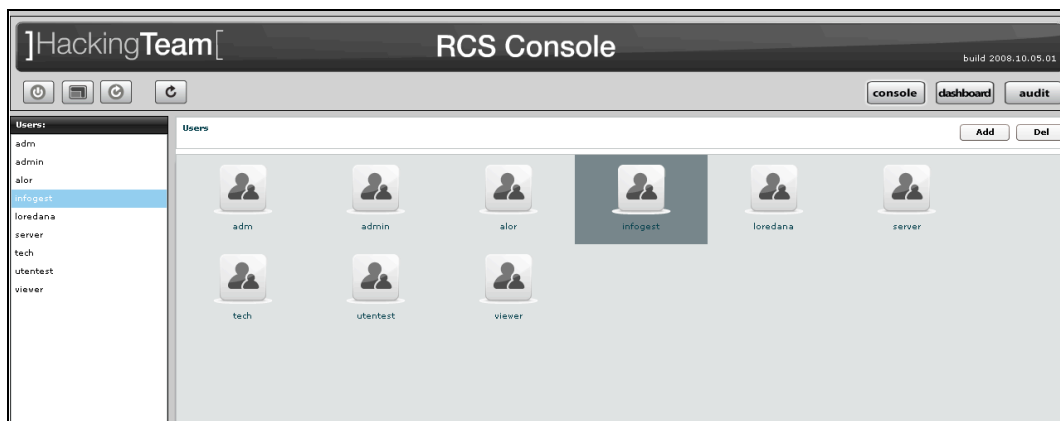 ]HackingTeam[
RCS Console
build 2008.10.05.01
console dashboard audit
Users:
adm
admin
alor
infogest
loredana
server
tech
utentest
viewer
Users
Add Del
adm admin alor infogest loredana server
tech utentest viewer